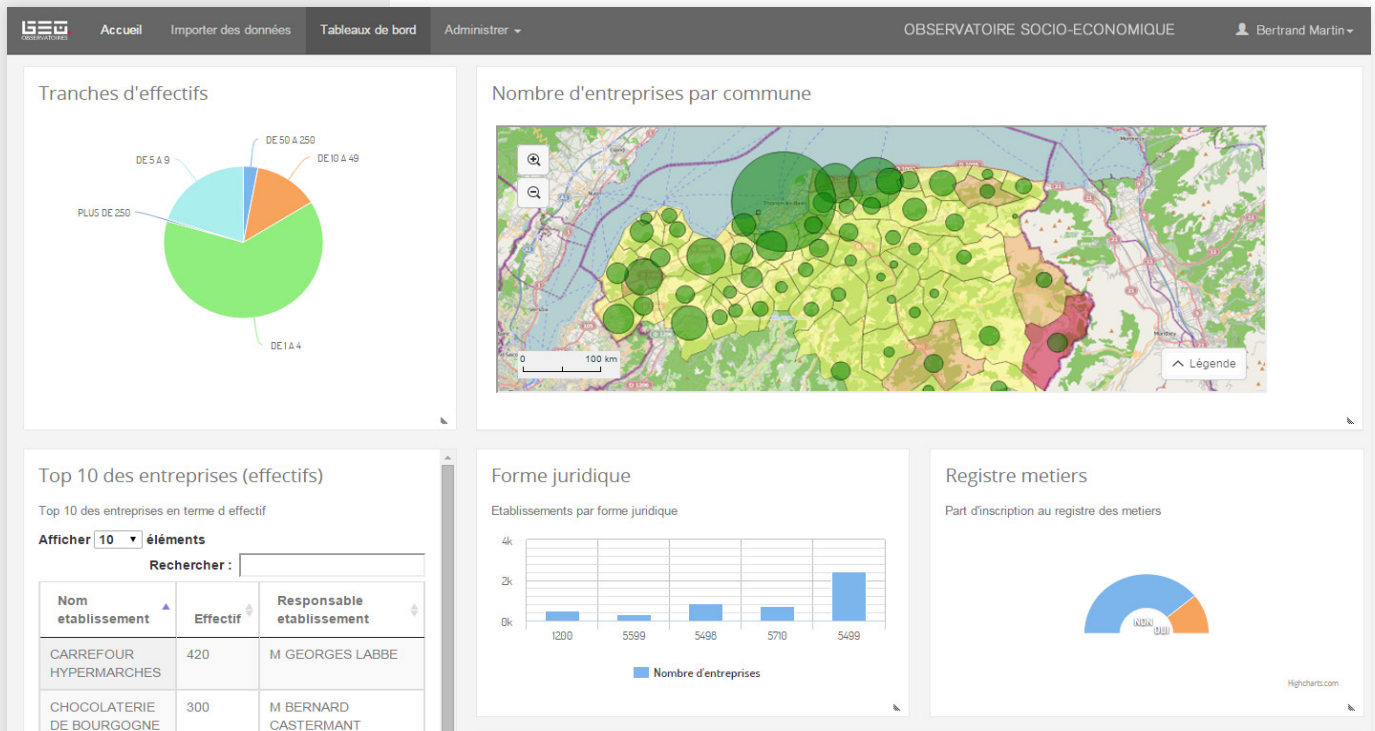 GEO
OBSERVATOIRES
Accueil
Importer des données
Tableaux de bord
Administrer
OBSERVATOIRE SOCIO-ECONOMIQUE
Bertrand Martin
Tranches d'effectifs
DE 50 A 250
DE 10 A 49
DE 5 A 9
PLUS DE 250
DE 1 A 4
Nombre d'entreprises par commune
0 100 km
Légende
Top 10 des entreprises (effectifs)
Top 10 des entreprises en terme d effectif
Afficher 10 éléments
Rechercher :
Nom
etablissement
Effectif
Responsable
etablissement
CARREFOUR
HYPERMARCHES
420
M GEORGES LABBE
CHOCOLATERIE
DE BOURGOGNE
300
M BERNARD
CASTERMANT
Forme juridique
Etablissements par forme juridique
4k
2k
0k
1200
5599
5498
5710
5499
Nombre d'entreprises
Registre metiers
Part d'inscription au registre des metiers
NON
OUI
Highcharts.com